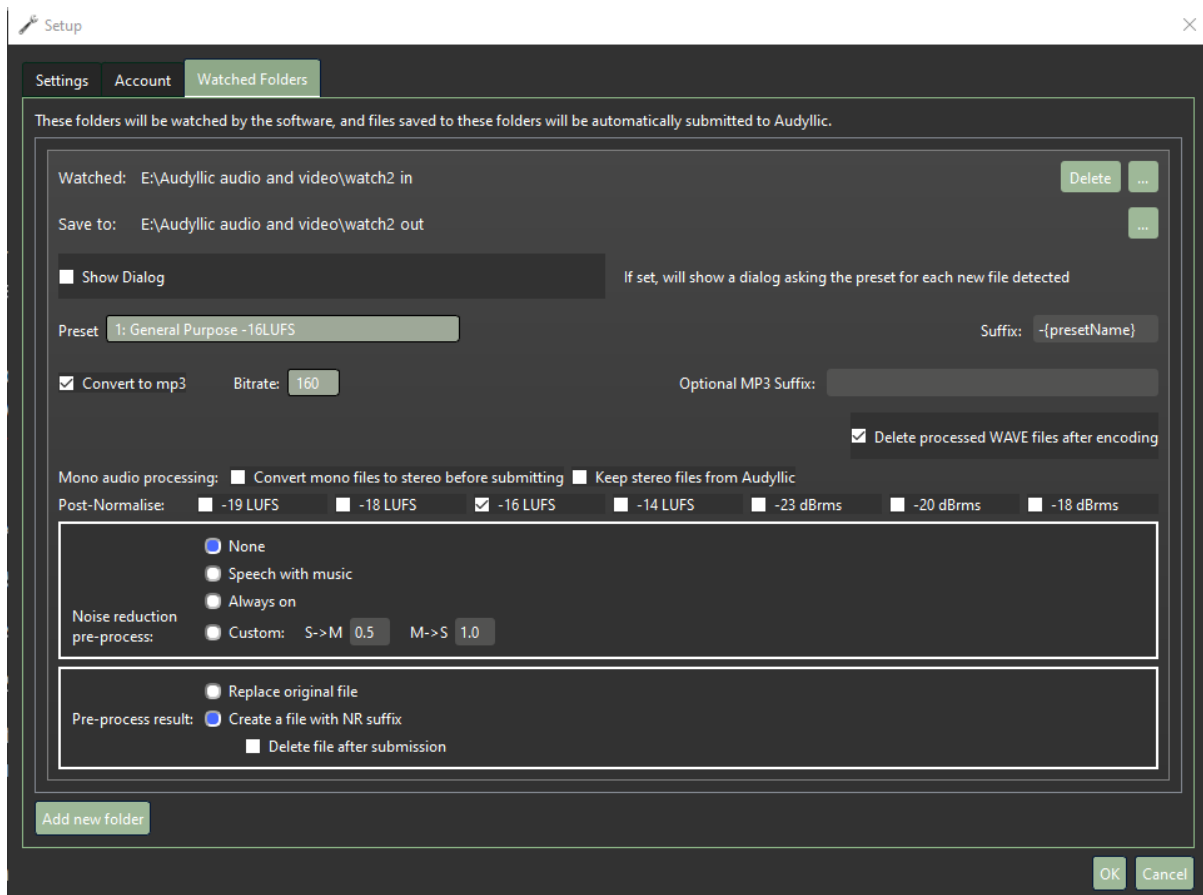 Setup
Settings Account Watched Folders
These folders will be watched by the software, and files saved to these folders will be automatically submitted to Audyllic.
Watched: E:\Audyllic audio and video\watch2 in Delete ...
Save to: E:\Audyllic audio and video\watch2 out ...
Show Dialog If set, will show a dialog asking the preset for each new file detected
Preset 1: General Purpose -16LUFS Suffix: -{presetName}
Convert to mp3 Bitrate: 160 Optional MP3 Suffix:
Delete processed WAVE files after encoding
Mono audio processing: Convert mono files to stereo before submitting Keep stereo files from Audyllic
Post-Normalise: -19 LUFS -18 LUFS -16 LUFS -14 LUFS -23 dBrms -20 dBrms -18 dBrms
None
Speech with music
Always on
Noise reduction
pre-process:
Custom: S->M 0.5 M->S 1.0
Replace original file
Pre-process result: Create a file with NR suffix
Delete file after submission
Add new folder
OK Cancel